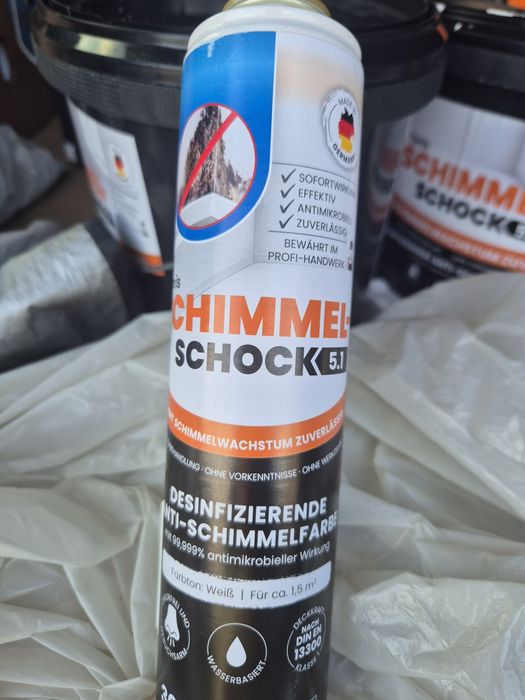 MADE IN
GERMANY
✓ SOFORTWIRKUNG
✓ EFFEKTIV
✓ ANTIMIKROBIELL
✓ ZUVERLÄSSIG
BEWÄHRT IM
PROFI-HANDWERK
SCHIMMEL-
SCHOCK 5.1
SCHIMMELWACHSTUM ZUVERLÄSSIG
OHNE VORKENNTNISSE · OHNE
DESINFIZIERENDE
ANTI-SCHIMMELFARBE
mit 99,999% antimikrobieller Wirkung
Farbton: Weiß | Für ca. 1,5 m²
WASSERBASIERT
DECKKRAFT
NACH
DIN EN
13300
KLASSE
SCHIMM
SCHOCK